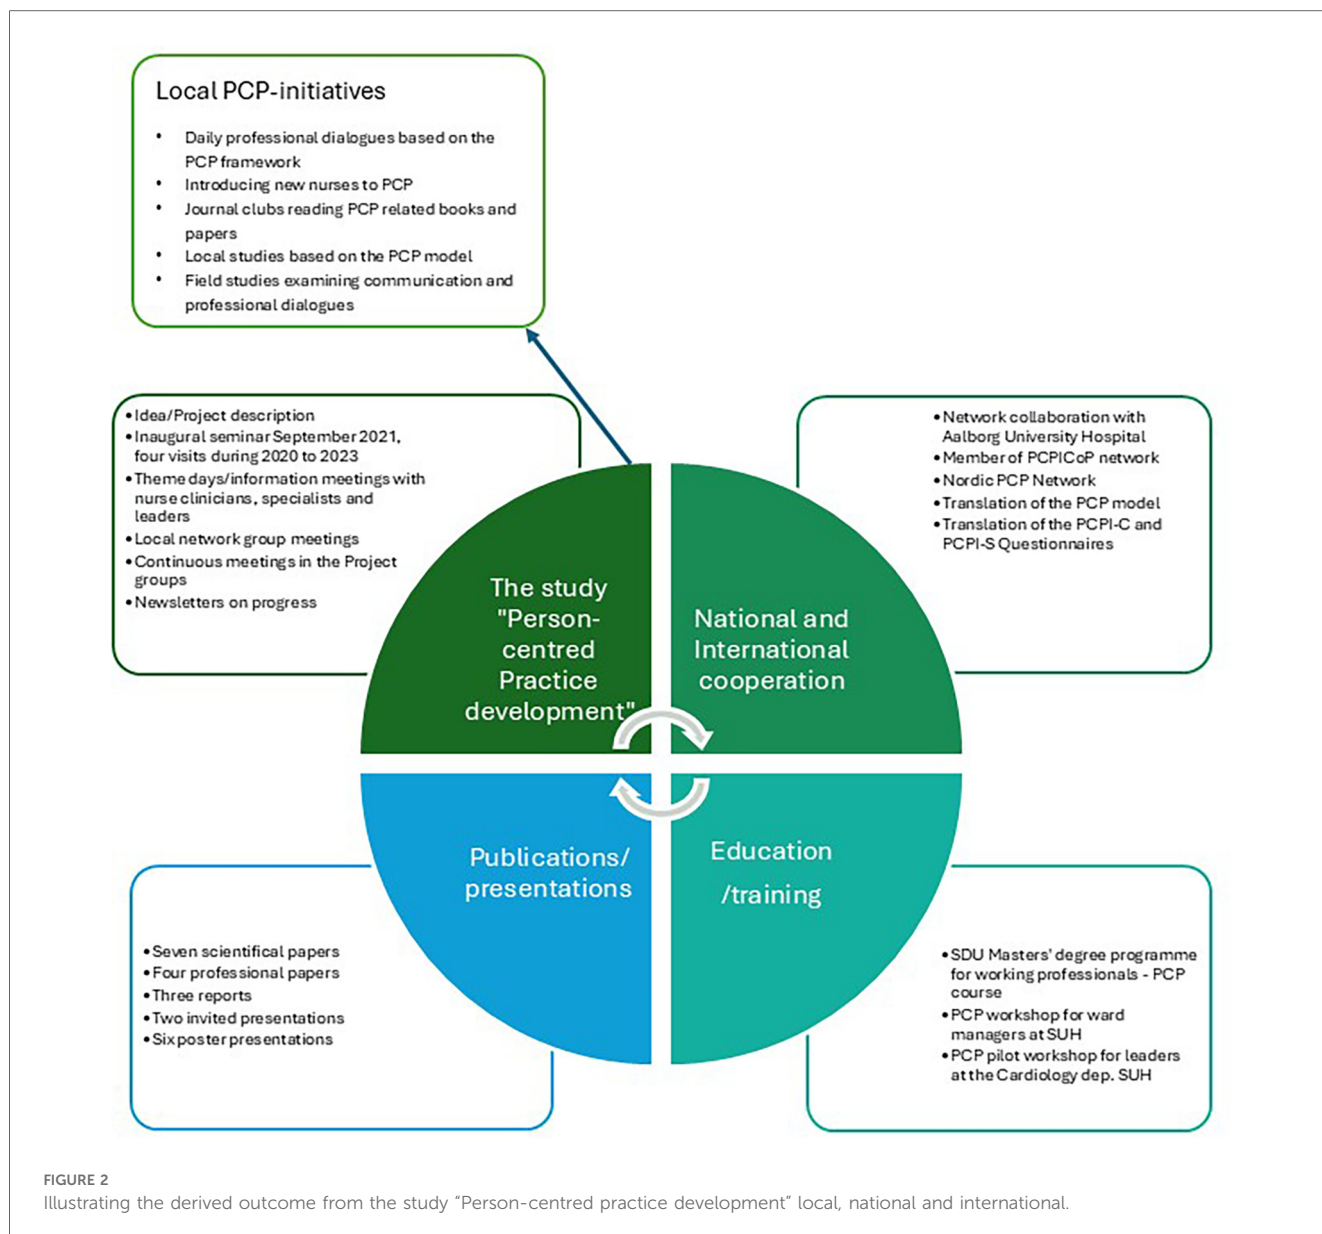 Local PCP-initiatives
• Daily professional dialogues based on the
PCP framework
• Introducing new nurses to PCP
• Journal clubs reading PCP related books and
papers
• Local studies based on the PCP model
• Field studies examining communication and
professional dialogues
• Idea/Project description
• Inaugural seminar September 2021,
four visits during 2020 to 2023
• Theme days/information meetings with
nurse clinicians, specialists and
leaders
• Local network group meetings
• Continuous meetings in the Project
groups
• Newsletters on progress
• Network collaboration with
Aalborg University Hospital
• Member of PCPICoP network
• Nordic PCP Network
• Translation of the PCP model
• Translation of the PCPI-C and
PCPI-S Questionnaires
The study
"Person-
centred
Practice
development"
National and
International
cooperation
Publications/
presentations
Education
/training
• Seven scientifical papers
• Four professional papers
• Three reports
• Two invited presentations
• Six poster presentations
• SDU Masters' degree programme
for working professionals - PCP
course
• PCP workshop for ward
managers at SUH
• PCP pilot workshop for leaders
at the Cardiology dep. SUH
FIGURE 2
Illustrating the derived outcome from the study “Person-centred practice development” local, national and international.